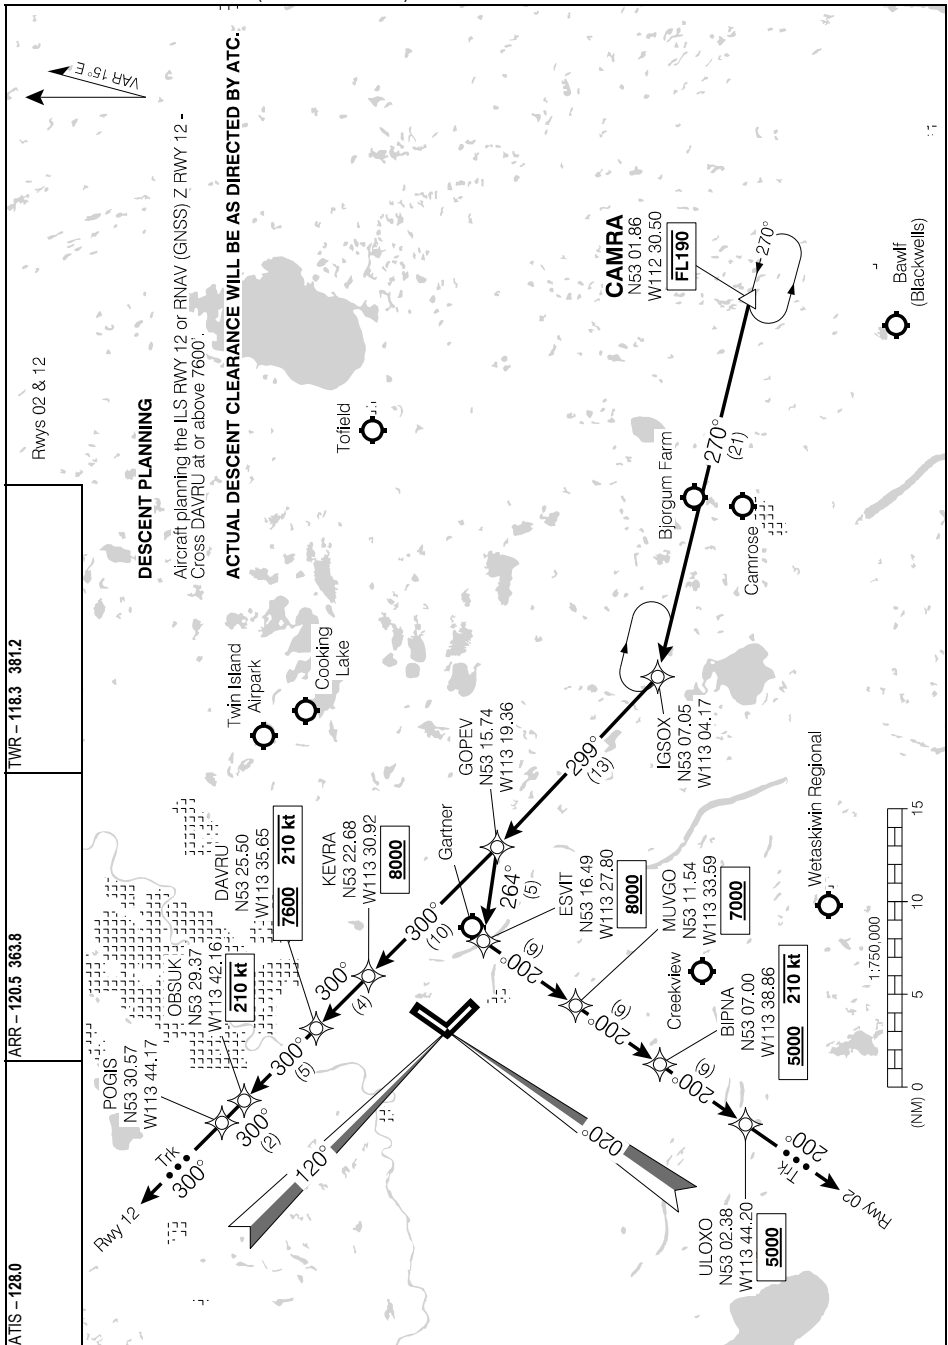 ATIS – 128.0
ARR – 120.5 363.8
TWR – 118.3 381.2
Rwys 02 & 12
VAR 15° E
DESCENT PLANNING
Aircraft planning the ILS RWY 12 or RNAV (GNSS) Z RWY 12 -
Cross DAVRU at or above 7600'
ACTUAL DESCENT CLEARANCE WILL BE AS DIRECTED BY ATC.
Rwy 12
Trk
300°
POGIS
N53 30.57
W113 44.17
300°
(2)
OBSUK
N53 29.37
W113 42.16
210 kt
300°
(5)
DAVRU
N53 25.50
W113 35.65
7600 210 kt
300°
(4)
KEVRA
N53 22.68
W113 30.92
8000
300°
(10)
Twin Island
Airpark
Cooking
Lake
Tofield
Gartner
GOPEV
N53 15.74
W113 19.36
299°
(13)
264°
(5)
120°
020°
ESVIT
N53 16.49
W113 27.80
8000
200°
(6)
MUVGO
N53 11.54
W113 33.59
7000
200°
(6)
Creekview
BIPNA
N53 07.00
W113 38.86
5000 210 kt
200°
(6)
ULOXO
N53 02.38
W113 44.20
5000
Trk
200°
Rwy 02
IGSOX
N53 07.05
W113 04.17
Bjorgum Farm
Camrose
270°
(21)
CAMRA
N53 01.86
W112 30.50
FL190
270°
Bawlf
(Blackwells)
Wetaskiwin Regional
1:750,000
(NM) 0 5 10 15